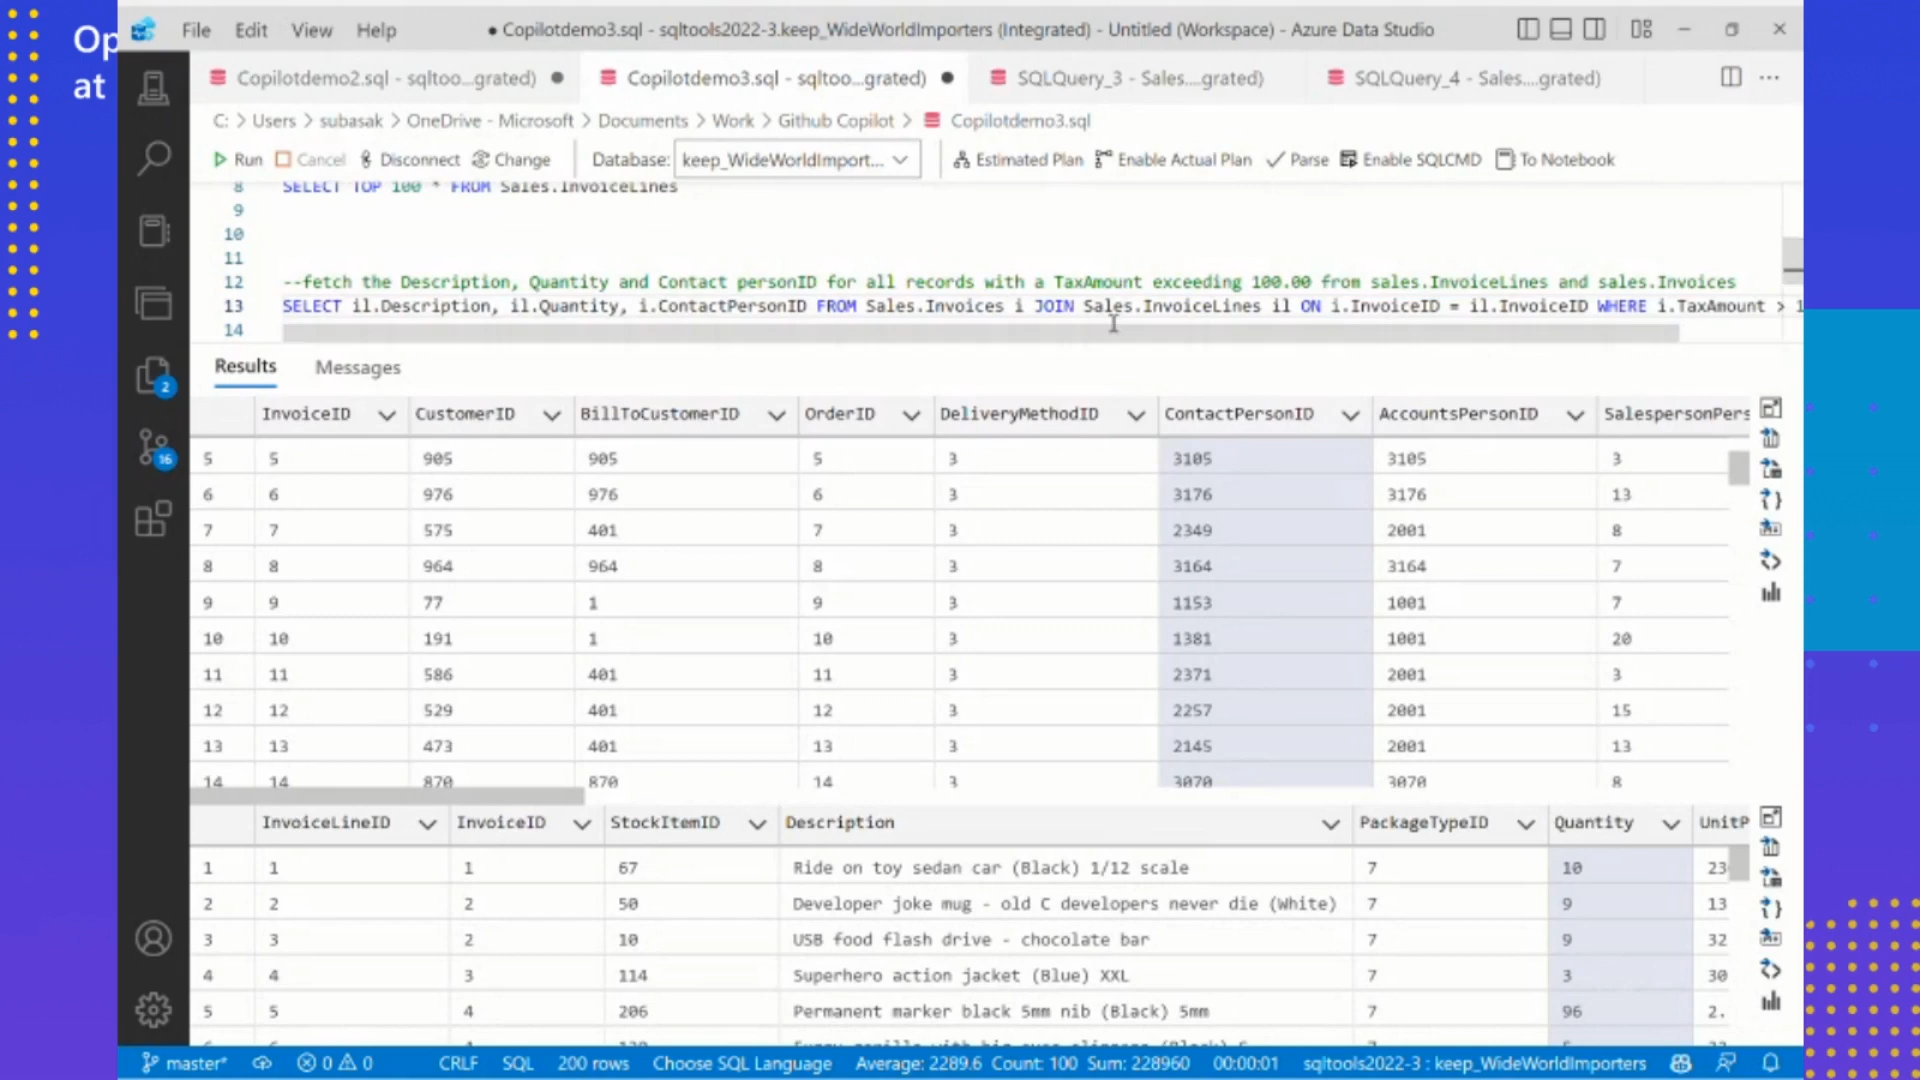 Op
at
File Edit View Help
● Copilotdemo3.sql - sqltools2022-3.keep_WideWorldImporters (Integrated) - Untitled (Workspace) - Azure Data Studio
Copilotdemo2.sql - sqltoo...grated) ● Copilotdemo3.sql - sqltoo...grated) ● SQLQuery_3 - Sales....grated) SQLQuery_4 - Sales....grated)
C: > Users > subasak > OneDrive - Microsoft > Documents > Work > Github Copilot > Copilotdemo3.sql
Run Cancel Disconnect Change Database: keep_WideWorldImport... Estimated Plan Enable Actual Plan Parse Enable SQLCMD To Notebook
8 SELECT TOP 100 * FROM Sales.InvoiceLines
9
10
11
12 --fetch the Description, Quantity and Contact personID for all records with a TaxAmount exceeding 100.00 from sales.InvoiceLines and sales.Invoices
13 SELECT il.Description, il.Quantity, i.ContactPersonID FROM Sales.Invoices i JOIN Sales.InvoiceLines il ON i.InvoiceID = il.InvoiceID WHERE i.TaxAmount > 1
14
Results Messages
InvoiceID CustomerID BillToCustomerID OrderID DeliveryMethodID ContactPersonID AccountsPersonID SalespersonPers
5 5 905 905 5 3 3105 3105 3
6 6 976 976 6 3 3176 3176 13
7 7 575 401 7 3 2349 2001 8
8 8 964 964 8 3 3164 3164 7
9 9 77 1 9 3 1153 1001 7
10 10 191 1 10 3 1381 1001 20
11 11 586 401 11 3 2371 2001 3
12 12 529 401 12 3 2257 2001 15
13 13 473 401 13 3 2145 2001 13
14 14 870 870 14 3 3070 3070 8
InvoiceLineID InvoiceID StockItemID Description PackageTypeID Quantity UnitP
1 1 1 67 Ride on toy sedan car (Black) 1/12 scale 7 10 23
2 2 2 50 Developer joke mug - old C developers never die (White) 7 9 13
3 3 2 10 USB food flash drive - chocolate bar 7 9 32
4 4 3 114 Superhero action jacket (Blue) XXL 7 3 30
5 5 4 206 Permanent marker black 5mm nib (Black) 5mm 7 96 2.
2
16
master* 0 0 CRLF SQL 200 rows Choose SQL Language Average: 2289.6 Count: 100 Sum: 228960 00:00:01 sqltools2022-3 : keep_WideWorldImporters